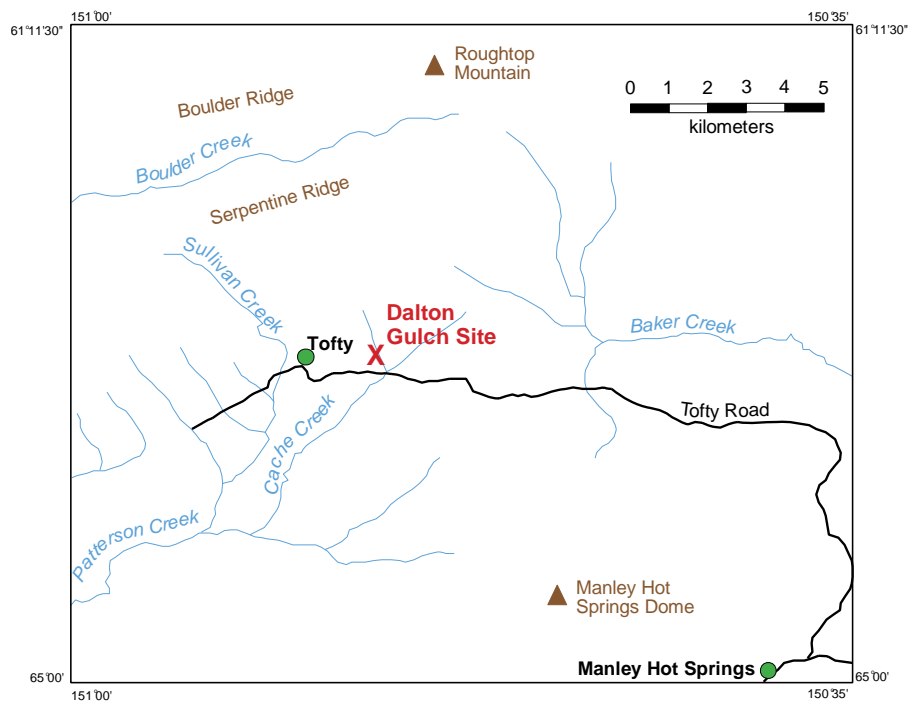 151°00'
150°35'
61°11'30"
61°11'30"
Roughtop
Mountain
0 1 2 3 4 5
kilometers
Boulder Ridge
Boulder Creek
Serpentine Ridge
Sullivan Creek
Dalton
Gulch Site
Tofty
Baker Creek
Tofty Road
Cache Creek
Patterson Creek
Manley Hot
Springs Dome
Manley Hot Springs
65°00'
65°00'
151°00'
150°35'